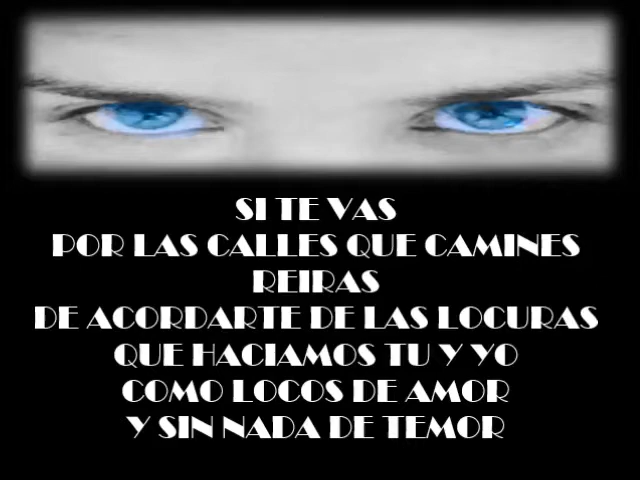 SI TE VAS
POR LAS CALLES QUE CAMINES
REIRAS
DE ACORDARTE DE LAS LOCURAS
QUE HACIAMOS TU Y YO
COMO LOCOS DE AMOR
Y SIN NADA DE TEMOR